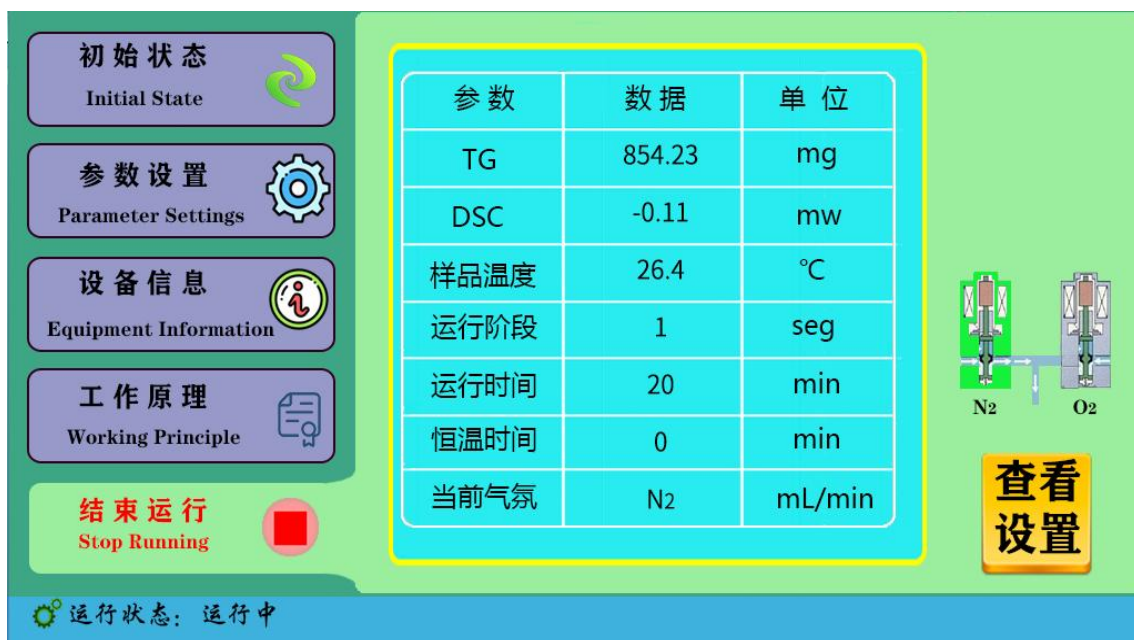 初始状态
Initial State
参数设置
Parameter Settings
设备信息
Equipment Information
工作原理
Working Principle
结束运行
Stop Running
参数 数据 单位
TG 854.23 mg
DSC -0.11 mw
样品温度 26.4 ℃
运行阶段 1 seg
运行时间 20 min
恒温时间 0 min
当前气氛 N2 mL/min
N2 O2
查看
设置
运行状态：运行中